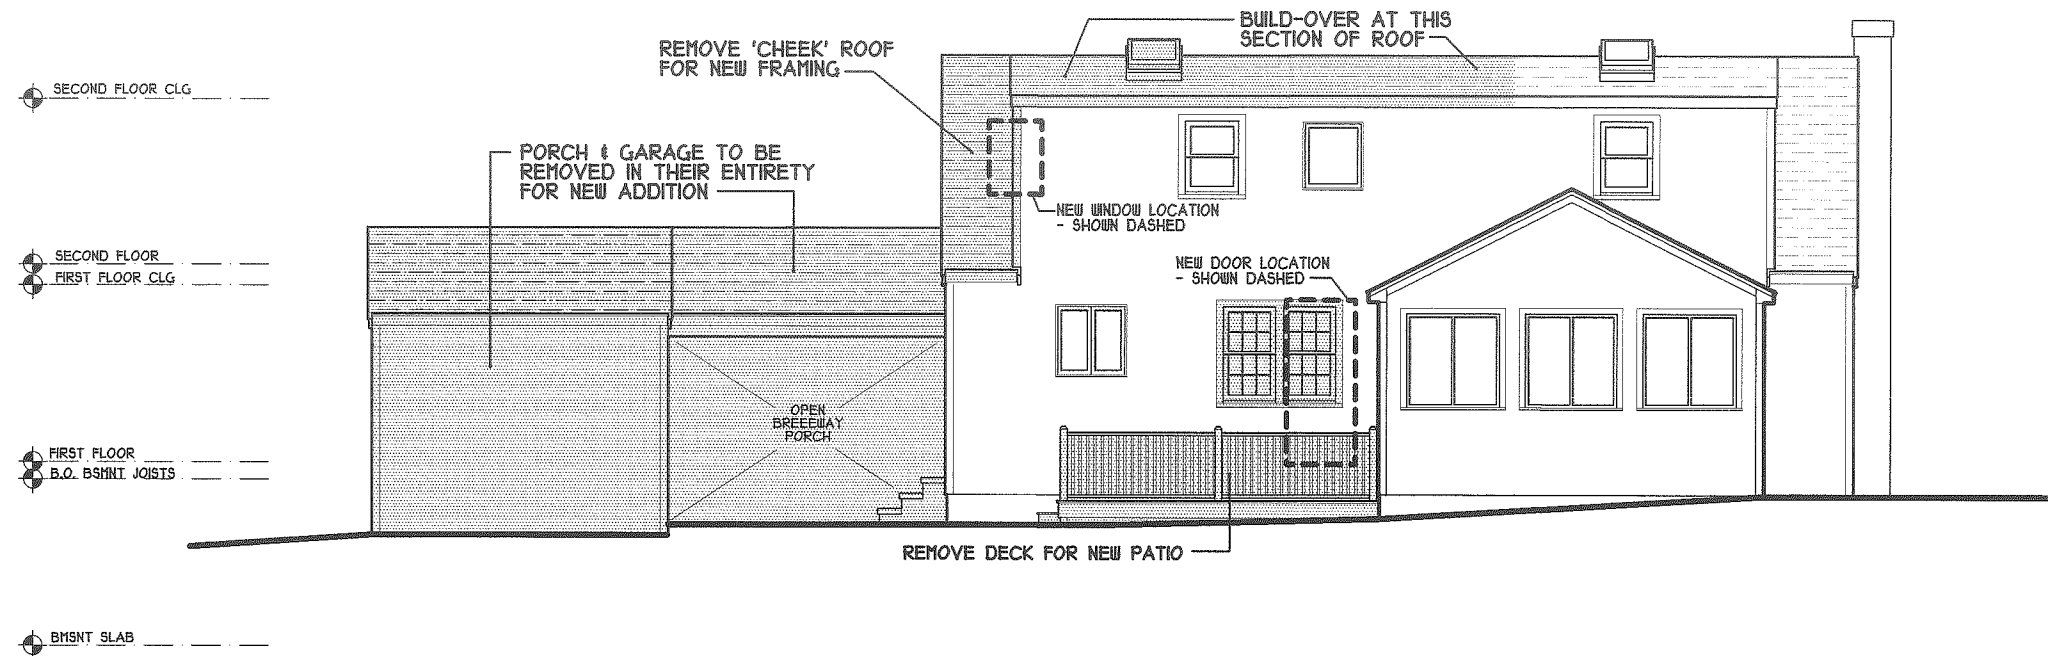 BUILD-OVER AT THIS
SECTION OF ROOF
REMOVE 'CHEEK' ROOF
FOR NEW FRAMING
SECOND FLOOR CLG
PORCH & GARAGE TO BE
REMOVED IN THEIR ENTIRETY
FOR NEW ADDITION
NEW WINDOW LOCATION
- SHOWN DASHED
SECOND FLOOR
FIRST FLOOR CLG
NEW DOOR LOCATION
- SHOWN DASHED
OPEN
BREEEWAY
PORCH
FIRST FLOOR
B.O. BSMNT JOISTS
REMOVE DECK FOR NEW PATIO
BMSNT SLAB